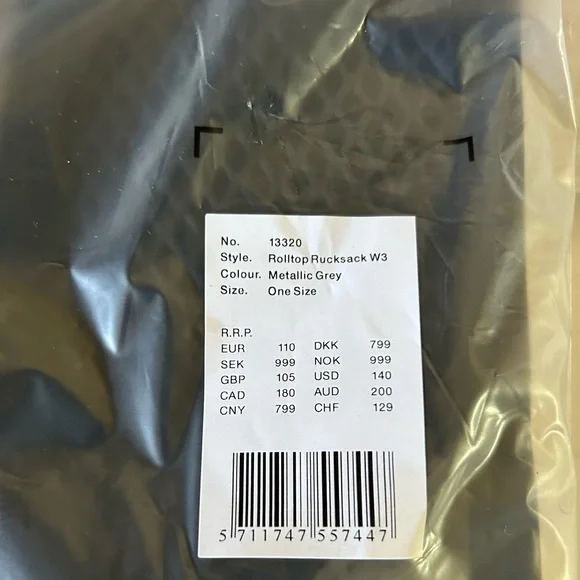 No. 13320
Style. Rolltop Rucksack W3
Colour. Metallic Grey
Size. One Size
R.R.P.
EUR 110 DKK 799
SEK 999 NOK 999
GBP 105 USD 140
CAD 180 AUD 200
CNY 799 CHF 129
5 711747 557447